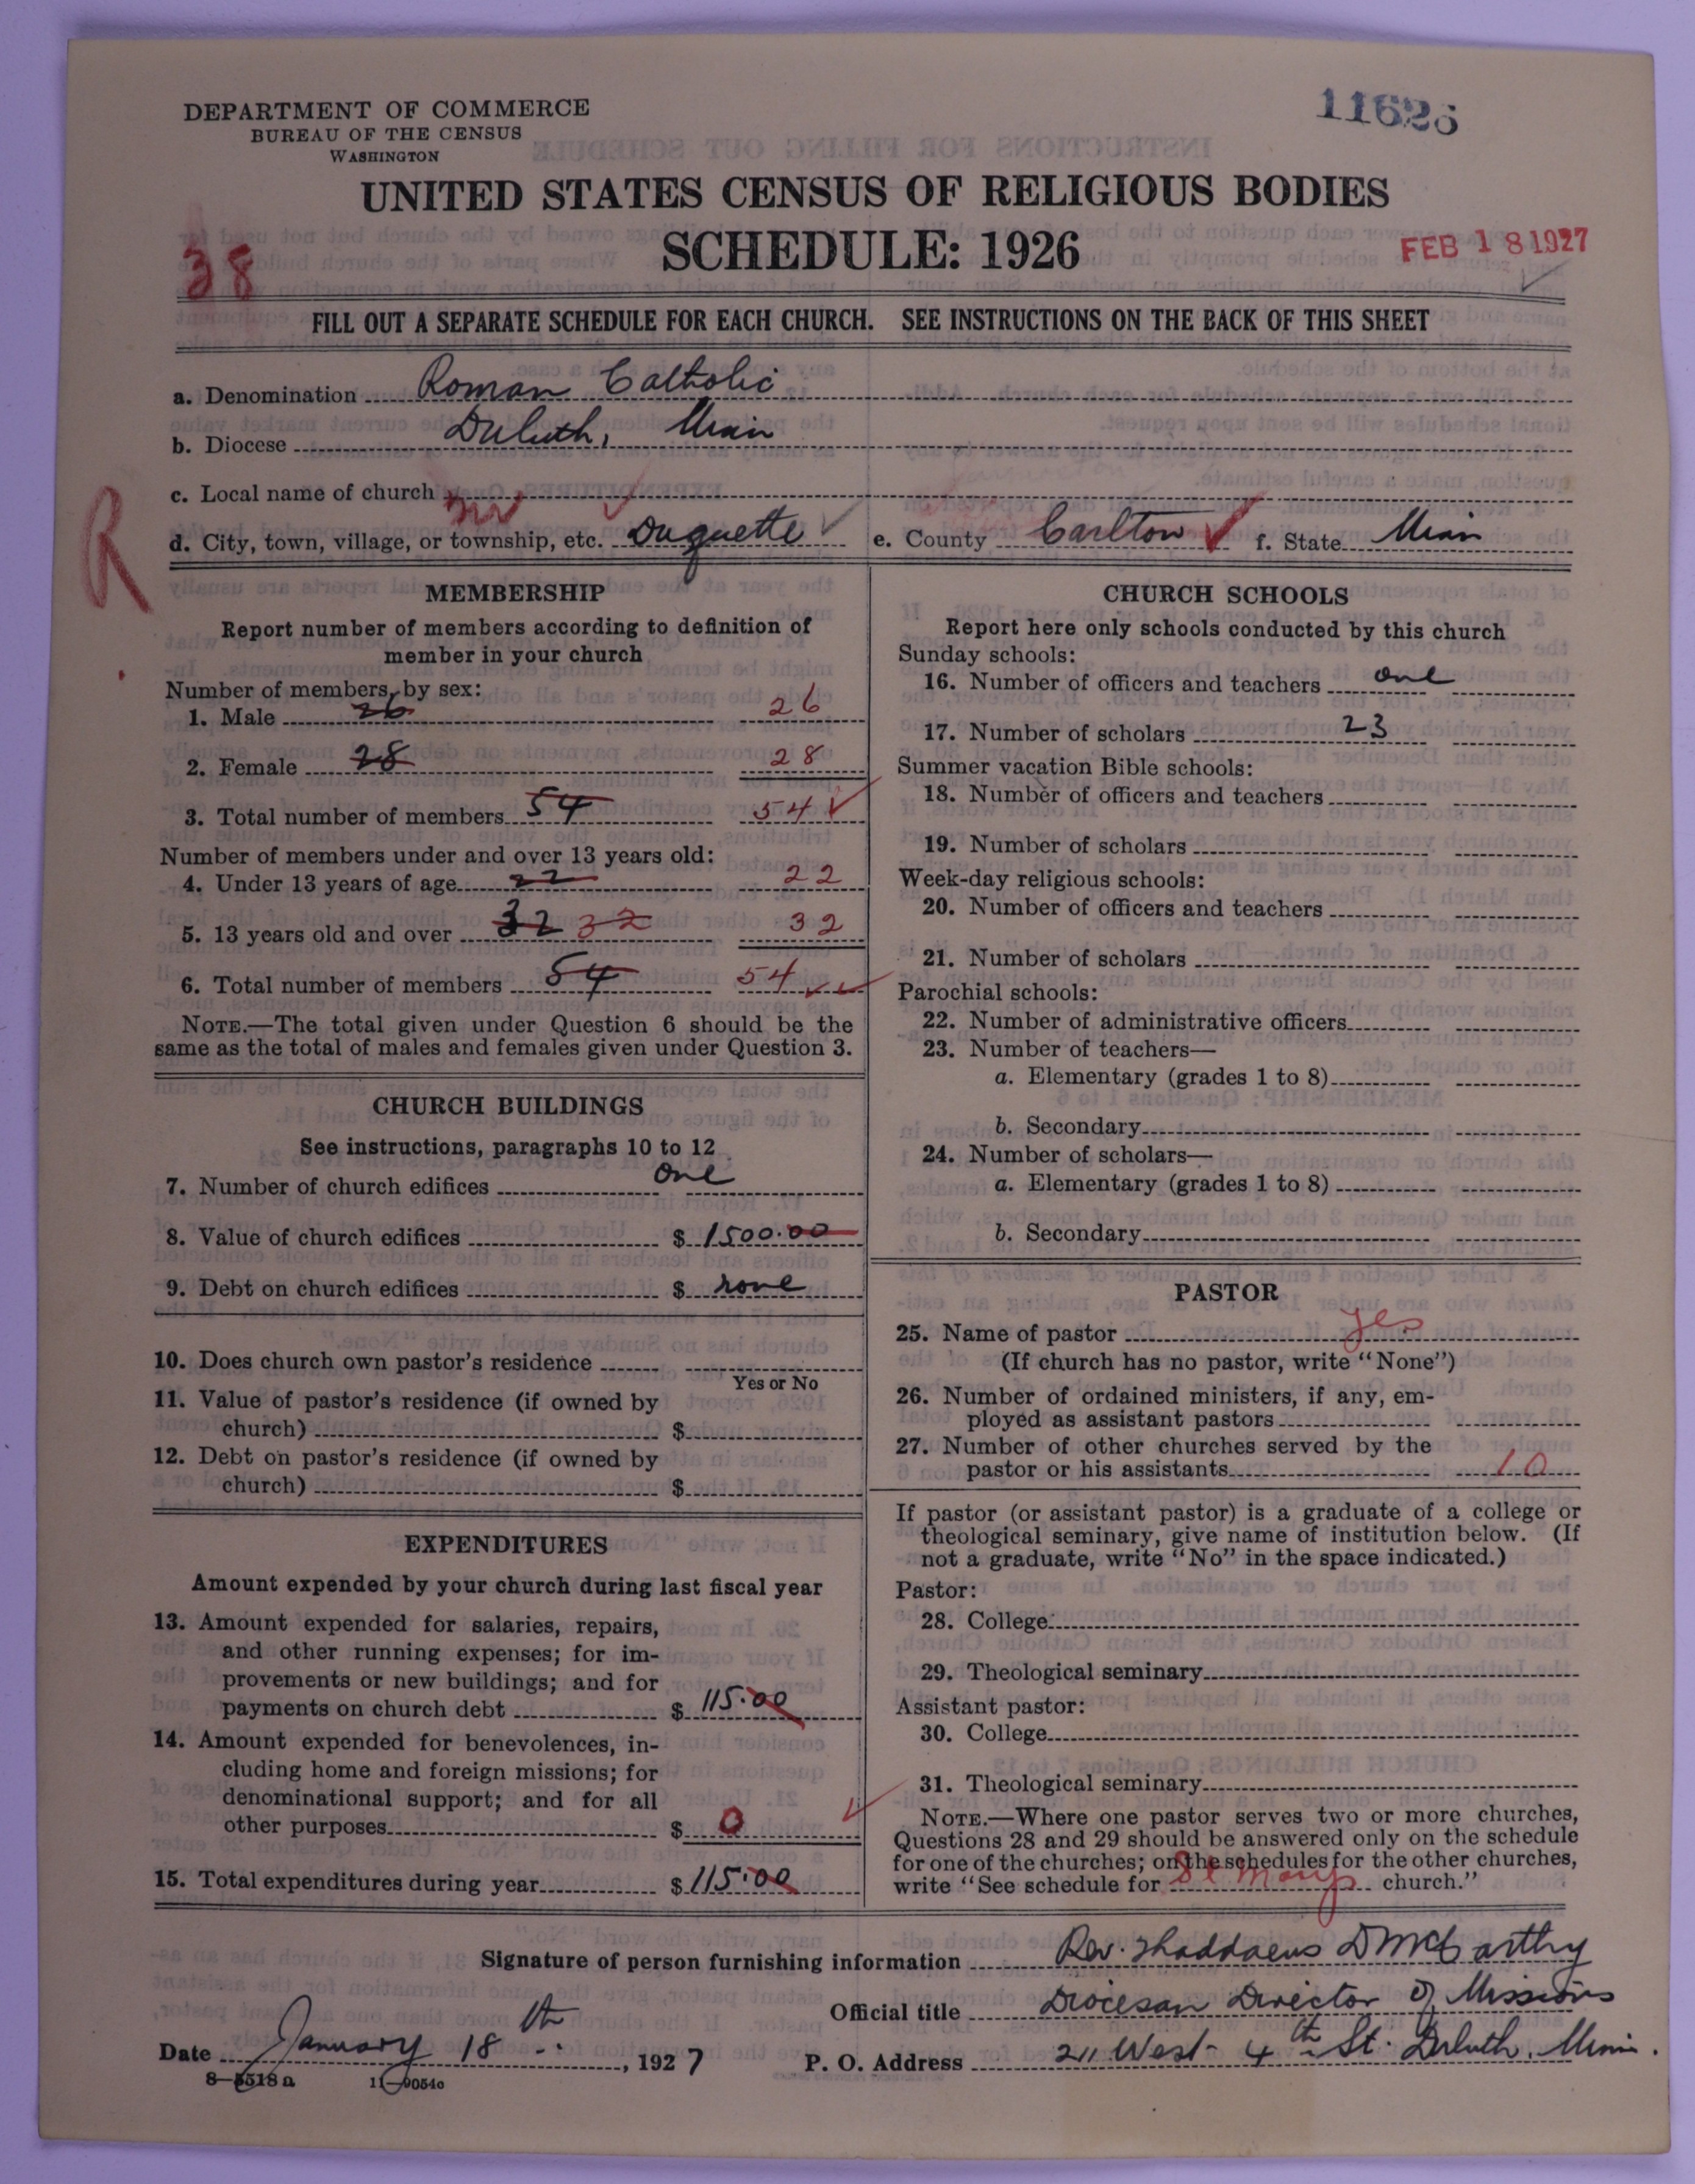 DEPARTMENT OF COMMERCE
BUREAU OF THE CENSUS
WASHINGTON
11626
UNITED STATES CENSUS OF RELIGIOUS BODIES
SCHEDULE: 1926
38
FEB 18 1927
FILL OUT A SEPARATE SCHEDULE FOR EACH CHURCH. SEE INSTRUCTIONS ON THE BACK OF THIS SHEET
a. Denomination Roman Catholic
b. Diocese Duluth, Minn
c. Local name of church
R
d. City, town, village, or township, etc. Duquette e. County Carlton f. State Minn
MEMBERSHIP
Report number of members according to definition of
member in your church
Number of members, by sex:
1. Male 26 26
2. Female 28 28
3. Total number of members 54 54
Number of members under and over 13 years old:
4. Under 13 years of age 22 22
5. 13 years old and over 32 32 32
6. Total number of members 54 54
NOTE.—The total given under Question 6 should be the
same as the total of males and females given under Question 3.
CHURCH BUILDINGS
See instructions, paragraphs 10 to 12
7. Number of church edifices one
8. Value of church edifices $ 1500.00
9. Debt on church edifices $ none
10. Does church own pastor's residence
Yes or No
11. Value of pastor's residence (if owned by
church) $
12. Debt on pastor's residence (if owned by
church) $
EXPENDITURES
Amount expended by your church during last fiscal year
13. Amount expended for salaries, repairs,
and other running expenses; for im-
provements or new buildings; and for
payments on church debt $ 115.00
14. Amount expended for benevolences, in-
cluding home and foreign missions; for
denominational support; and for all
other purposes $ 0
15. Total expenditures during year $ 115.00
CHURCH SCHOOLS
Report here only schools conducted by this church
Sunday schools:
16. Number of officers and teachers one
17. Number of scholars 23
Summer vacation Bible schools:
18. Number of officers and teachers
19. Number of scholars
Week-day religious schools:
20. Number of officers and teachers
21. Number of scholars
Parochial schools:
22. Number of administrative officers
23. Number of teachers—
a. Elementary (grades 1 to 8)
b. Secondary
24. Number of scholars—
a. Elementary (grades 1 to 8)
b. Secondary
PASTOR
25. Name of pastor yes
(If church has no pastor, write "None")
26. Number of ordained ministers, if any, em-
ployed as assistant pastors
27. Number of other churches served by the
pastor or his assistants 10
If pastor (or assistant pastor) is a graduate of a college or
theological seminary, give name of institution below. (If
not a graduate, write "No" in the space indicated.)
Pastor:
28. College
29. Theological seminary
Assistant pastor:
30. College
31. Theological seminary
NOTE.—Where one pastor serves two or more churches,
Questions 28 and 29 should be answered only on the schedule
for one of the churches; on the schedules for the other churches,
write "See schedule for St Marys church."
Signature of person furnishing information Rev. Thaddaeus D McCarthy
Official title Diocesan Director of Missions
Date January 18th, 1927 P. O. Address 211 West 4th St. Duluth. Minn.
8—5518a 11—9054c